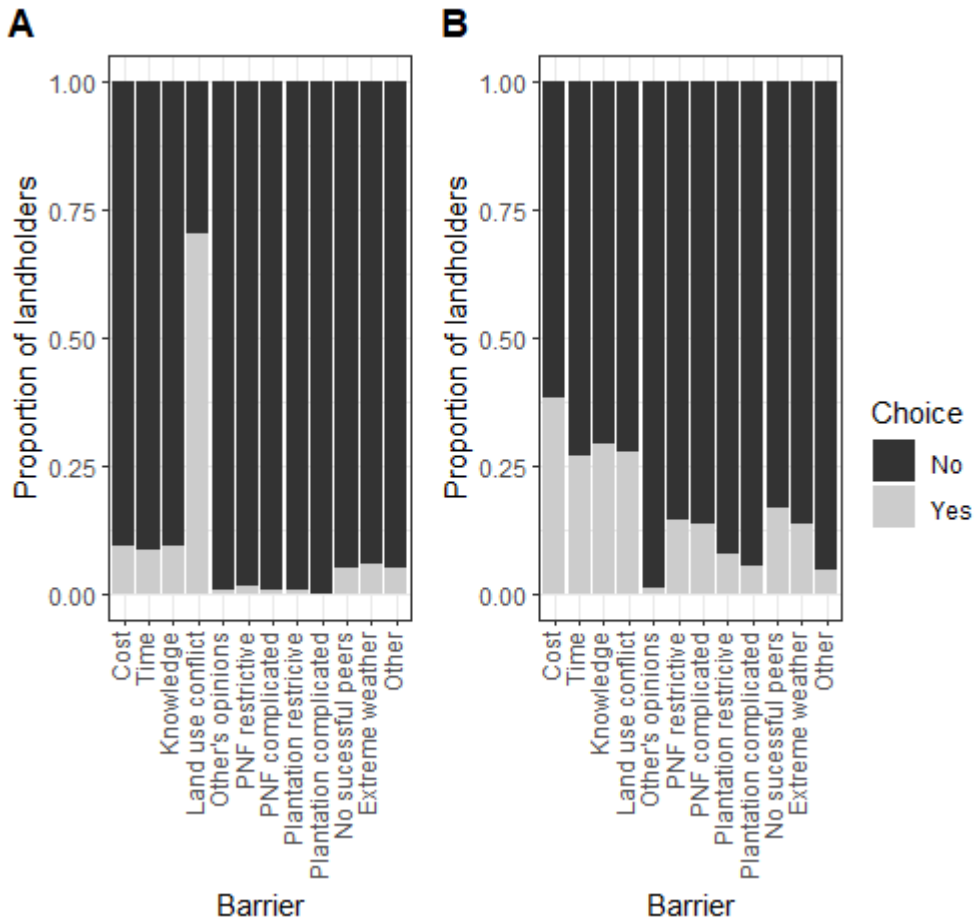 A
Proportion of landholders
1.00
0.75
0.50
0.25
0.00
Cost
Time
Knowledge
Land use conflict
Other's opinions
PNF restrictive
PNF complicated
Plantation restricive
Plantation complicated
No sucessful peers
Extreme weather
Other
Barrier
B
Proportion of landholders
1.00
0.75
0.50
0.25
0.00
Cost
Time
Knowledge
Land use conflict
Other's opinions
PNF restrictive
PNF complicated
Plantation restricive
Plantation complicated
No sucessful peers
Extreme weather
Other
Barrier
Choice
No
Yes